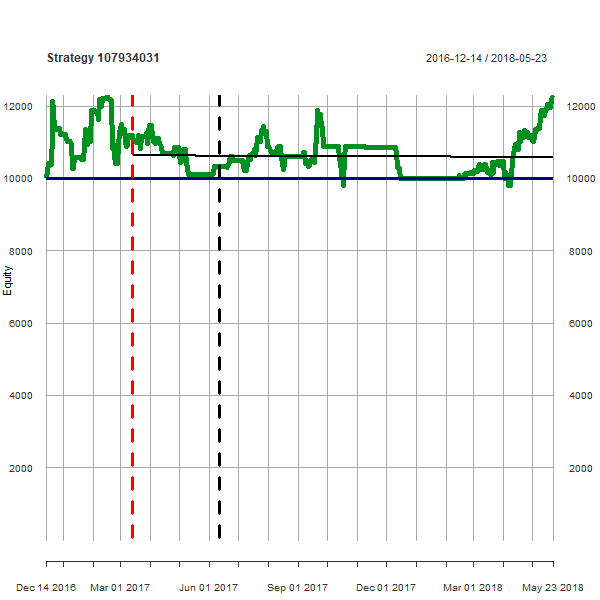 Strategy 107934031
2016-12-14 / 2018-05-23
12000
12000
10000
10000
8000
8000
Equity
6000
6000
4000
4000
2000
2000
Dec 14 2016
Mar 01 2017
Jun 01 2017
Sep 01 2017
Dec 01 2017
Mar 01 2018
May 23 2018